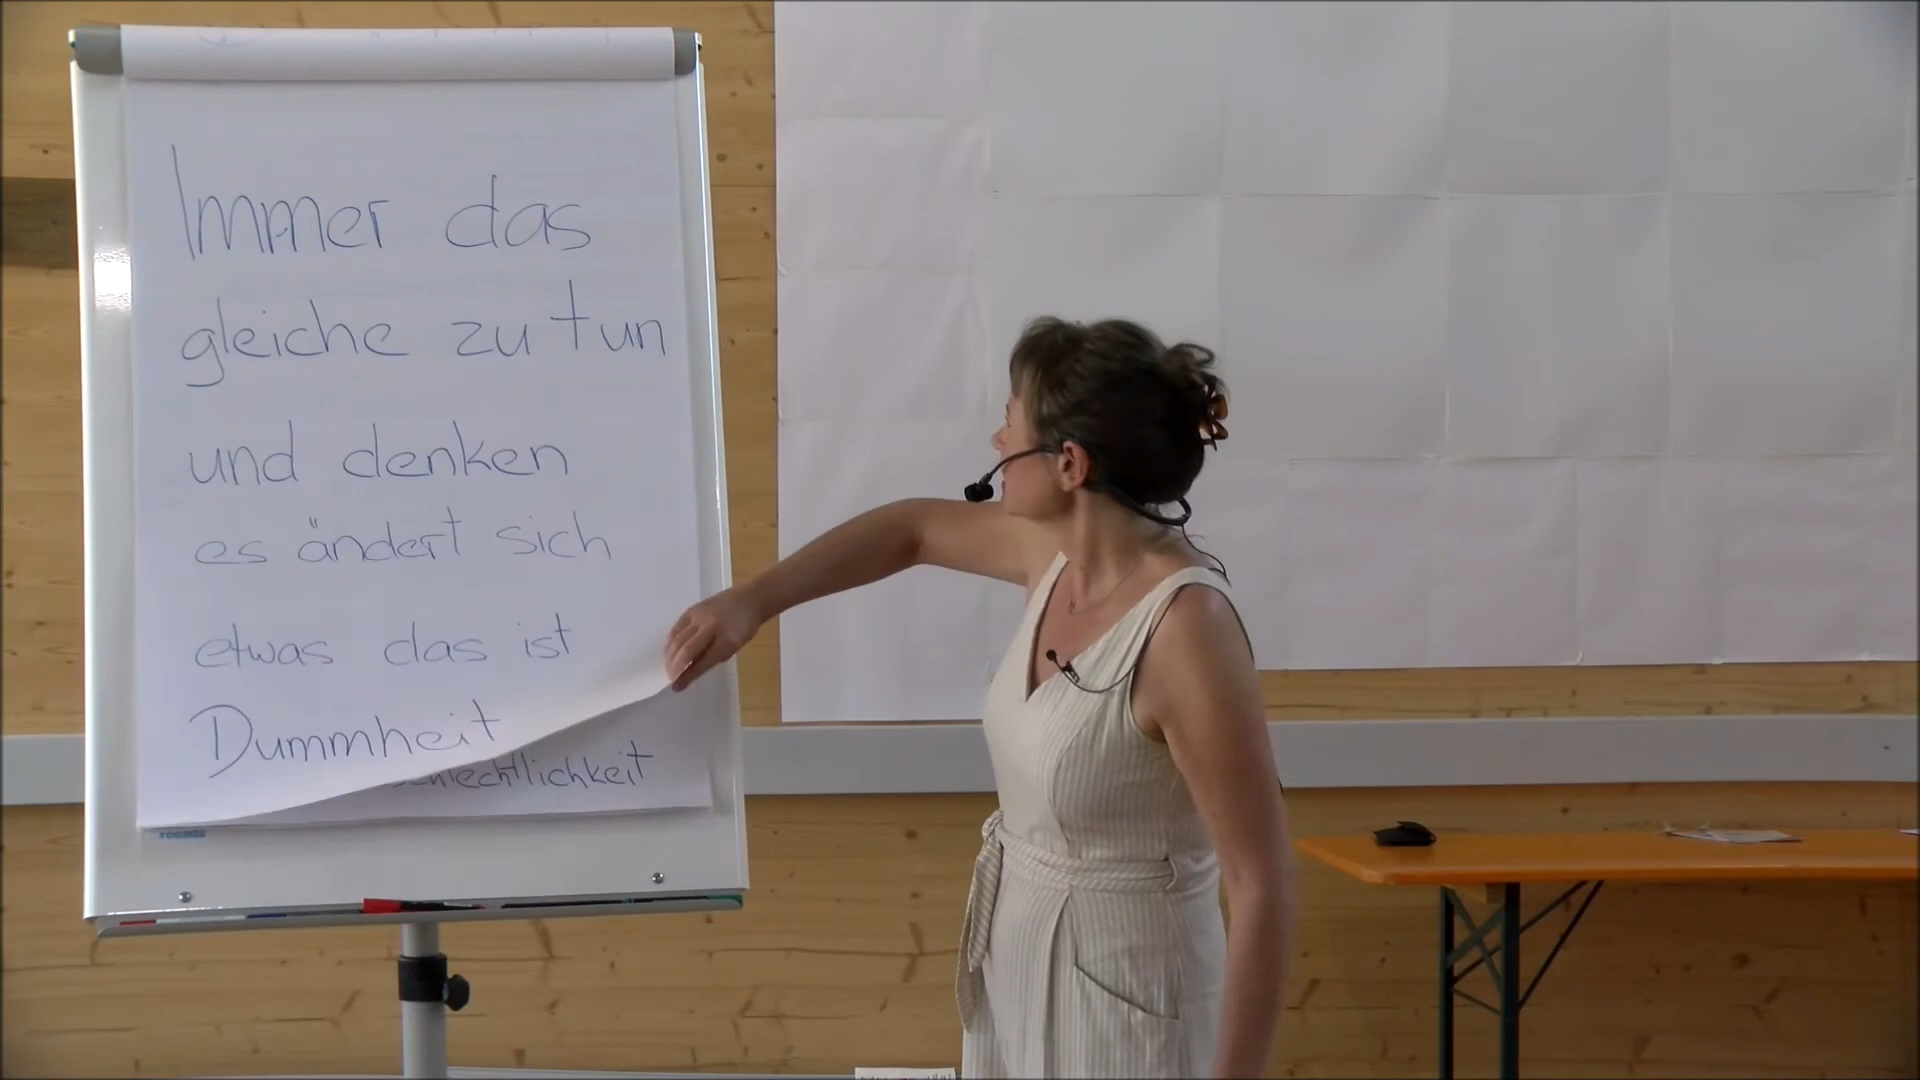 Immer das
gleiche zu tun
und denken
es ändert sich
etwas das ist
Dummheit